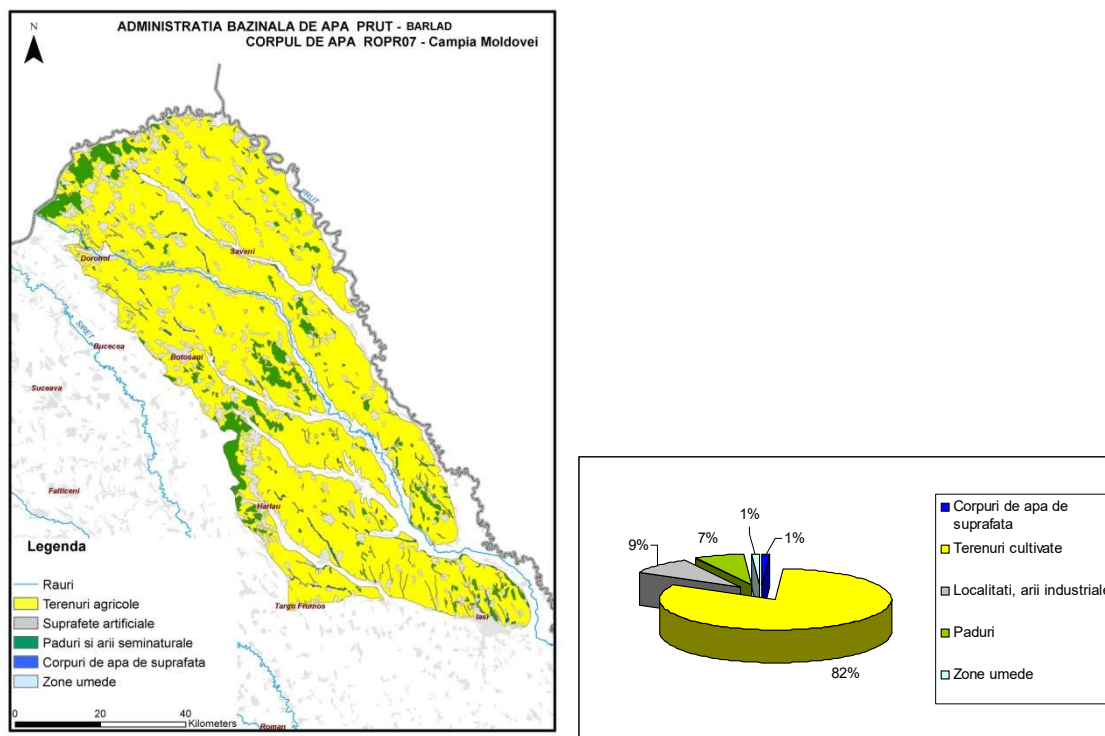 N
ADMINISTRATIA BAZINALA DE APA PRUT - BARLAD
CORPUL DE APA ROPR07 - Campia Moldovei
PRUT
Saveni
Dorohoi
JIJIA
SIRET
Bucecea
Botosani
Suceava
Falticeni
Harlau
Targu Frumos
Iasi
Roman
Legenda
Rauri
Terenuri agricole
Suprafete artificiale
Paduri si arii seminaturale
Corpuri de apa de suprafata
Zone umede
0 20 40
Kilometers
1%
1%
7%
9%
82%
Corpuri de apa de
suprafata
Terenuri cultivate
Localitati, arii industriale
Paduri
Zone umede